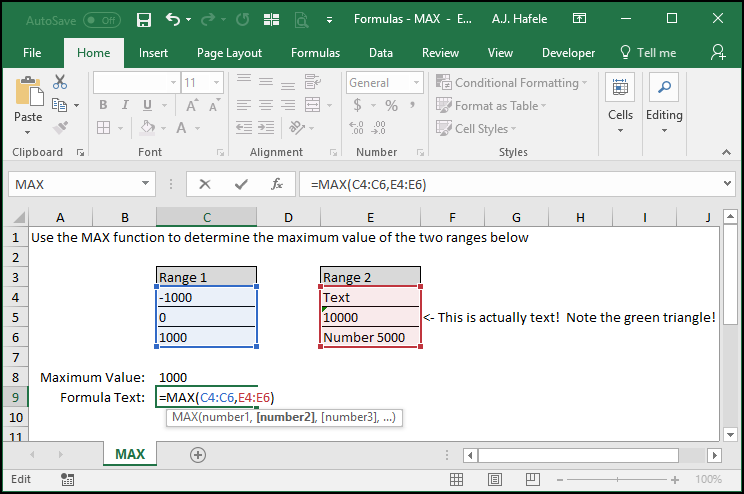 AutoSave Off Formulas - MAX - E... A.J. Hafele
File Home Insert Page Layout Formulas Data Review View Developer Tell me
Paste
11
B I U A A
A
General
$ % ,
.00 .0
Conditional Formatting
Format as Table
Cell Styles
Cells
Editing
Clipboard Font Alignment Number Styles
MAX fx =MAX(C4:C6,E4:E6)
A B C D E F G H I J
1 Use the MAX function to determine the maximum value of the two ranges below
2
3 Range 1 Range 2
4 -1000 Text
5 0 10000 <- This is actually text! Note the green triangle!
6 1000 Number 5000
7
8 Maximum Value: 1000
9 Formula Text: =MAX(C4:C6,E4:E6)
10 MAX(number1, [number2], [number3], ...)
11
MAX
Edit 100%